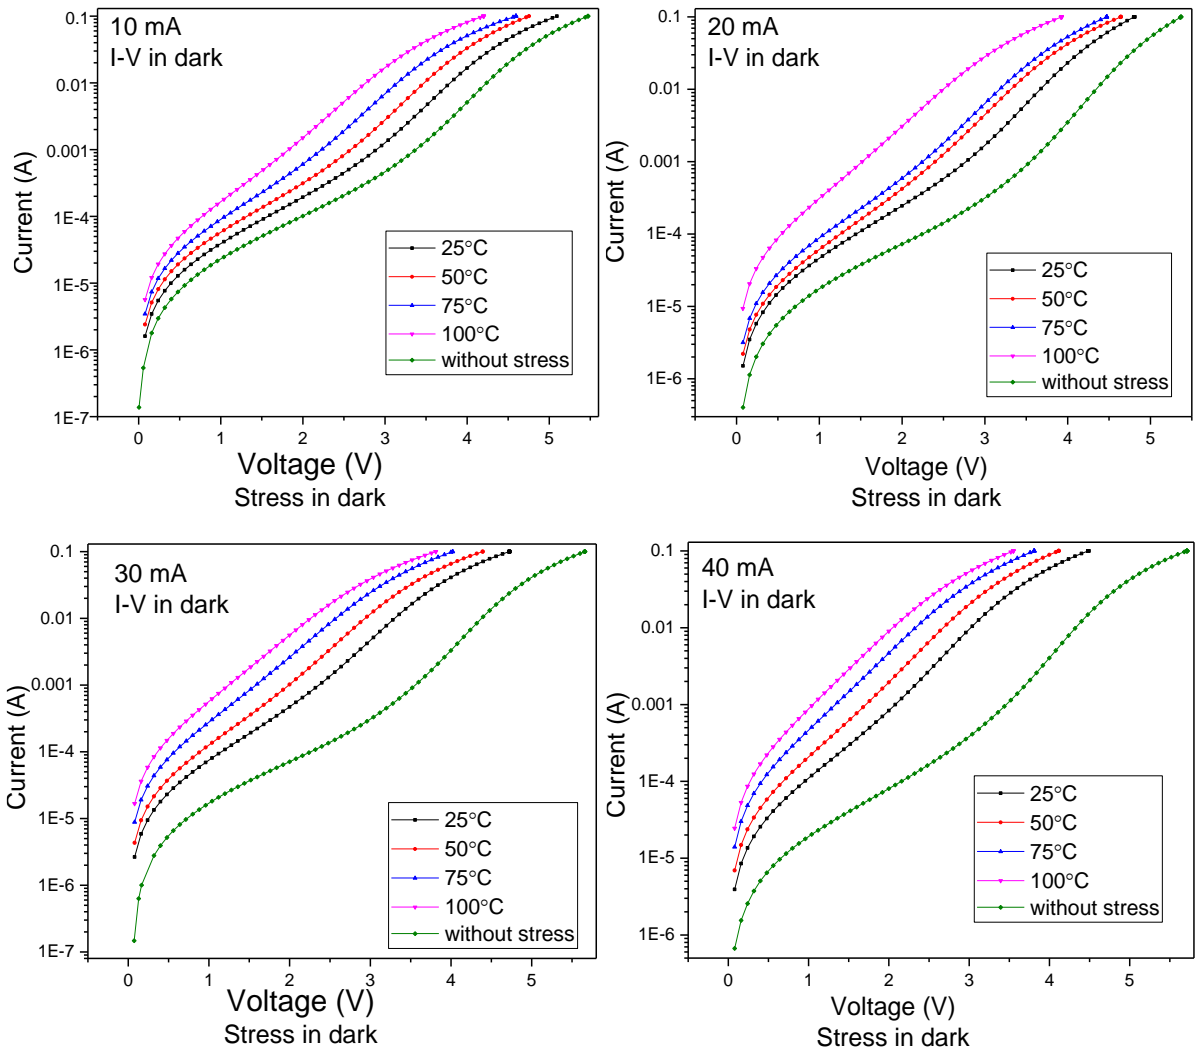 10 mA
I-V in dark
Current (A)
0.1
0.01
0.001
1E-4
1E-5
1E-6
1E-7
25°C
50°C
75°C
100°C
without stress
0 1 2 3 4 5
Voltage (V)
Stress in dark
20 mA
I-V in dark
Current (A)
0.1
0.01
0.001
1E-4
1E-5
1E-6
25°C
50°C
75°C
100°C
without stress
0 1 2 3 4 5
Voltage (V)
Stress in dark
30 mA
I-V in dark
Current (A)
0.1
0.01
0.001
1E-4
1E-5
1E-6
1E-7
25°C
50°C
75°C
100°C
without stress
0 1 2 3 4 5
Voltage (V)
Stress in dark
40 mA
I-V in dark
Current (A)
0.1
0.01
0.001
1E-4
1E-5
1E-6
25°C
50°C
75°C
100°C
without stress
0 1 2 3 4 5
Voltage (V)
Stress in dark